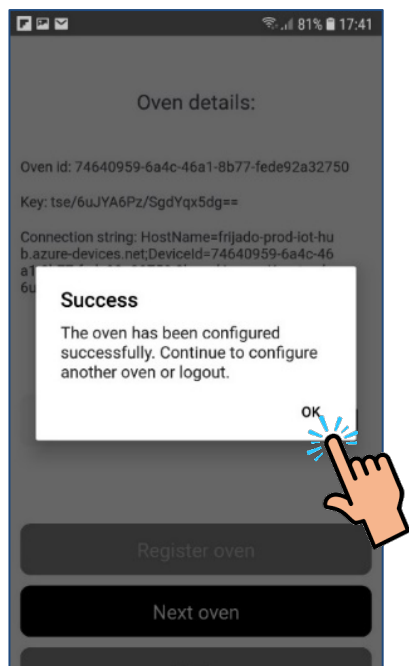 81% 17:41
Oven details:
Oven id: 74640959-6a4c-46a1-8b77-fede92a32750
Key: tse/6uJYA6Pz/SgdYqx5dg==
Connection string: HostName=frijado-prod-iot-hu
b.azure-devices.net;DeviceId=74640959-6a4c-46
Success
The oven has been configured
successfully. Continue to configure
another oven or logout.
OK
Register oven
Next oven